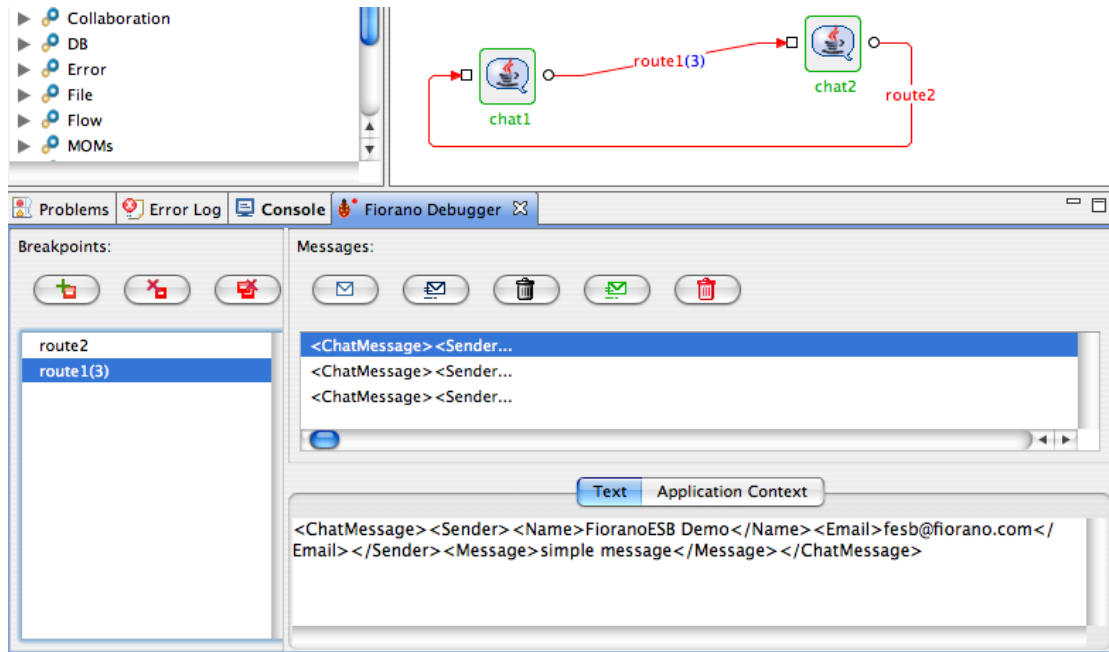 Collaboration
DB
Error
File
Flow
MOMs
route1(3)
chat1
chat2
route2
Problems
Error Log
Console
Fiorano Debugger
Breakpoints:
Messages:
route2
route1(3)
<ChatMessage><Sender...
<ChatMessage><Sender...
<ChatMessage><Sender...
Text
Application Context
<ChatMessage><Sender><Name>FioranoESB Demo</Name><Email>fesb@fiorano.com</
Email></Sender><Message>simple message</Message></ChatMessage>